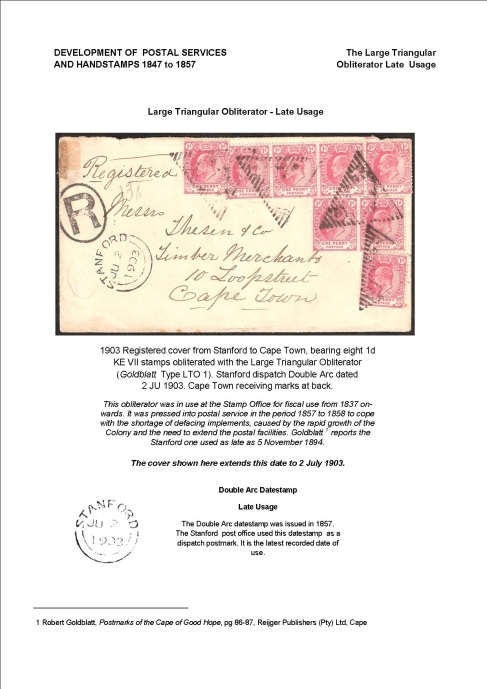 DEVELOPMENT OF POSTAL SERVICES
AND HANDSTAMPS 1847 to 1857
The Large Triangular
Obliterator Late Usage
Large Triangular Obliterator - Late Usage
Registered
R
Messrs
Thesen & Co
Timber Merchants
10 Loopstreet
Cape Town
STANFORD
JU 2
1903
ONE PENNY
1903 Registered cover from Stanford to Cape Town, bearing eight 1d
KE VII stamps obliterated with the Large Triangular Obliterator
(Goldblatt Type LTO 1). Stanford dispatch Double Arc dated
2 JU 1903. Cape Town receiving marks at back.
This obliterator was in use at the Stamp Office for fiscal use from 1837 on-
wards. It was pressed into postal service in the period 1857 to 1858 to cope
with the shortage of defacing implements, caused by the rapid growth of the
Colony and the need to extend the postal facilities. Goldblatt 1 reports the
Stanford one used as late as 5 November 1894.
The cover shown here extends this date to 2 July 1903.
Double Arc Datestamp
Late Usage
The Double Arc datestamp was issued in 1857.
The Stanford post office used this datestamp as a
dispatch postmark. It is the latest recorded date of
use.
STANFORD
JU 2
1903
1 Robert Goldblatt, Postmarks of the Cape of Good Hope, pg 86-87, Reijger Publishers (Pty) Ltd, Cape